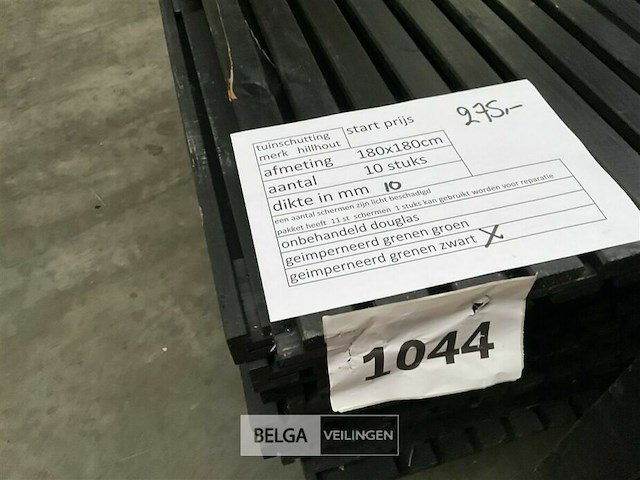 tuinschutting
merk hillhout
start prijs
275,-
afmeting 180x180cm
aantal 10 stuks
dikte in mm 10
een aantal schermen zijn licht beschadigd
pakket heeft 11 st schermen 1 stuks kan gebruikt worden voor reparatie
onbehandeld douglas
geimperneerd grenen groen
geimperneerd grenen zwart X
1044
BELGA VEILINGEN